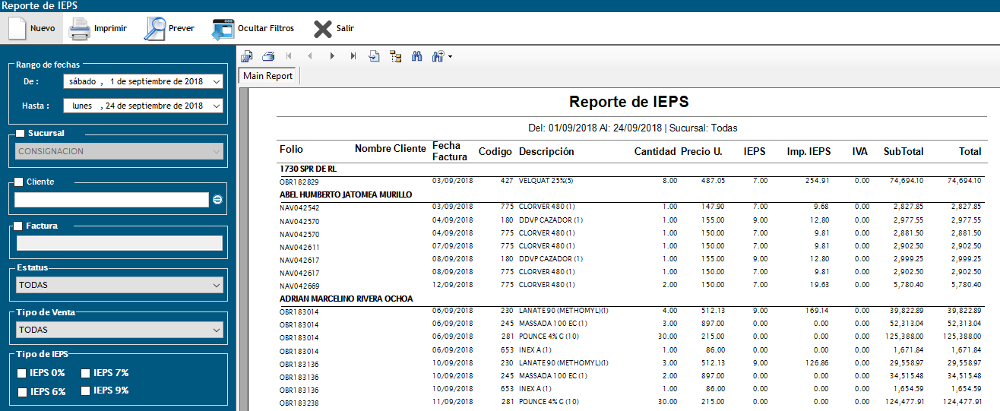 Reporte de IEPS
Nuevo Imprimir Prever Ocultar Filtros Salir
Rango de fechas
De : sábado , 1 de septiembre de 2018
Hasta : lunes , 24 de septiembre de 2018
Sucursal
CONSIGNACION
Cliente
Factura
Estatus
TODAS
Tipo de Venta
TODAS
Tipo de IEPS
IEPS 0% IEPS 7%
IEPS 6% IEPS 9%
Main Report
Reporte de IEPS
Del: 01/09/2018 Al: 24/09/2018 | Sucursal: Todas
Folio Nombre Cliente Fecha Factura Codigo Descripción Cantidad Precio U. IEPS Imp. IEPS IVA SubTotal Total
1730 SPR DE RL
OBR182829 03/09/2018 427 VELQUAT 25%(5) 8.00 487.05 7.00 254.91 0.00 74,694.10 74,694.10
ABEL HUMBERTO JATOMEA MURILLO
NAV042542 03/09/2018 775 CLORVER 480 (1) 1.00 147.90 7.00 9.68 0.00 2,827.85 2,827.85
NAV042570 04/09/2018 180 DDVP CAZADOR (1) 1.00 155.00 9.00 12.80 0.00 2,977.55 2,977.55
NAV042570 04/09/2018 775 CLORVER 480 (1) 1.00 150.00 7.00 9.81 0.00 2,881.50 2,881.50
NAV042611 07/09/2018 775 CLORVER 480 (1) 1.00 150.00 7.00 9.81 0.00 2,902.50 2,902.50
NAV042617 08/09/2018 180 DDVP CAZADOR (1) 1.00 155.00 9.00 12.80 0.00 2,999.25 2,999.25
NAV042617 08/09/2018 775 CLORVER 480 (1) 1.00 150.00 7.00 9.81 0.00 2,902.50 2,902.50
NAV042669 12/09/2018 775 CLORVER 480 (1) 2.00 150.00 7.00 19.63 0.00 5,780.40 5,780.40
ADRIAN MARCELINO RIVERA OCHOA
OBR183014 06/09/2018 230 LANATE 90 (METHOMYL)(1) 4.00 512.13 9.00 169.14 0.00 39,822.89 39,822.89
OBR183014 06/09/2018 245 MASSADA 100 EC (1) 3.00 897.00 0.00 0.00 0.00 52,313.04 52,313.04
OBR183014 06/09/2018 281 POUNCE 4% G (10) 30.00 215.00 0.00 0.00 0.00 125,388.00 125,388.00
OBR183014 06/09/2018 653 INEX A (1) 1.00 86.00 0.00 0.00 0.00 1,671.84 1,671.84
OBR183136 10/09/2018 230 LANATE 90 (METHOMYL)(1) 3.00 512.13 9.00 126.86 0.00 29,558.97 29,558.97
OBR183136 10/09/2018 245 MASSADA 100 EC (1) 2.00 897.00 0.00 0.00 0.00 34,515.48 34,515.48
OBR183136 10/09/2018 653 INEX A (1) 1.00 86.00 0.00 0.00 0.00 1,654.59 1,654.59
OBR183238 11/09/2018 281 POUNCE 4% G (10) 30.00 215.00 0.00 0.00 0.00 124,477.91 124,477.91